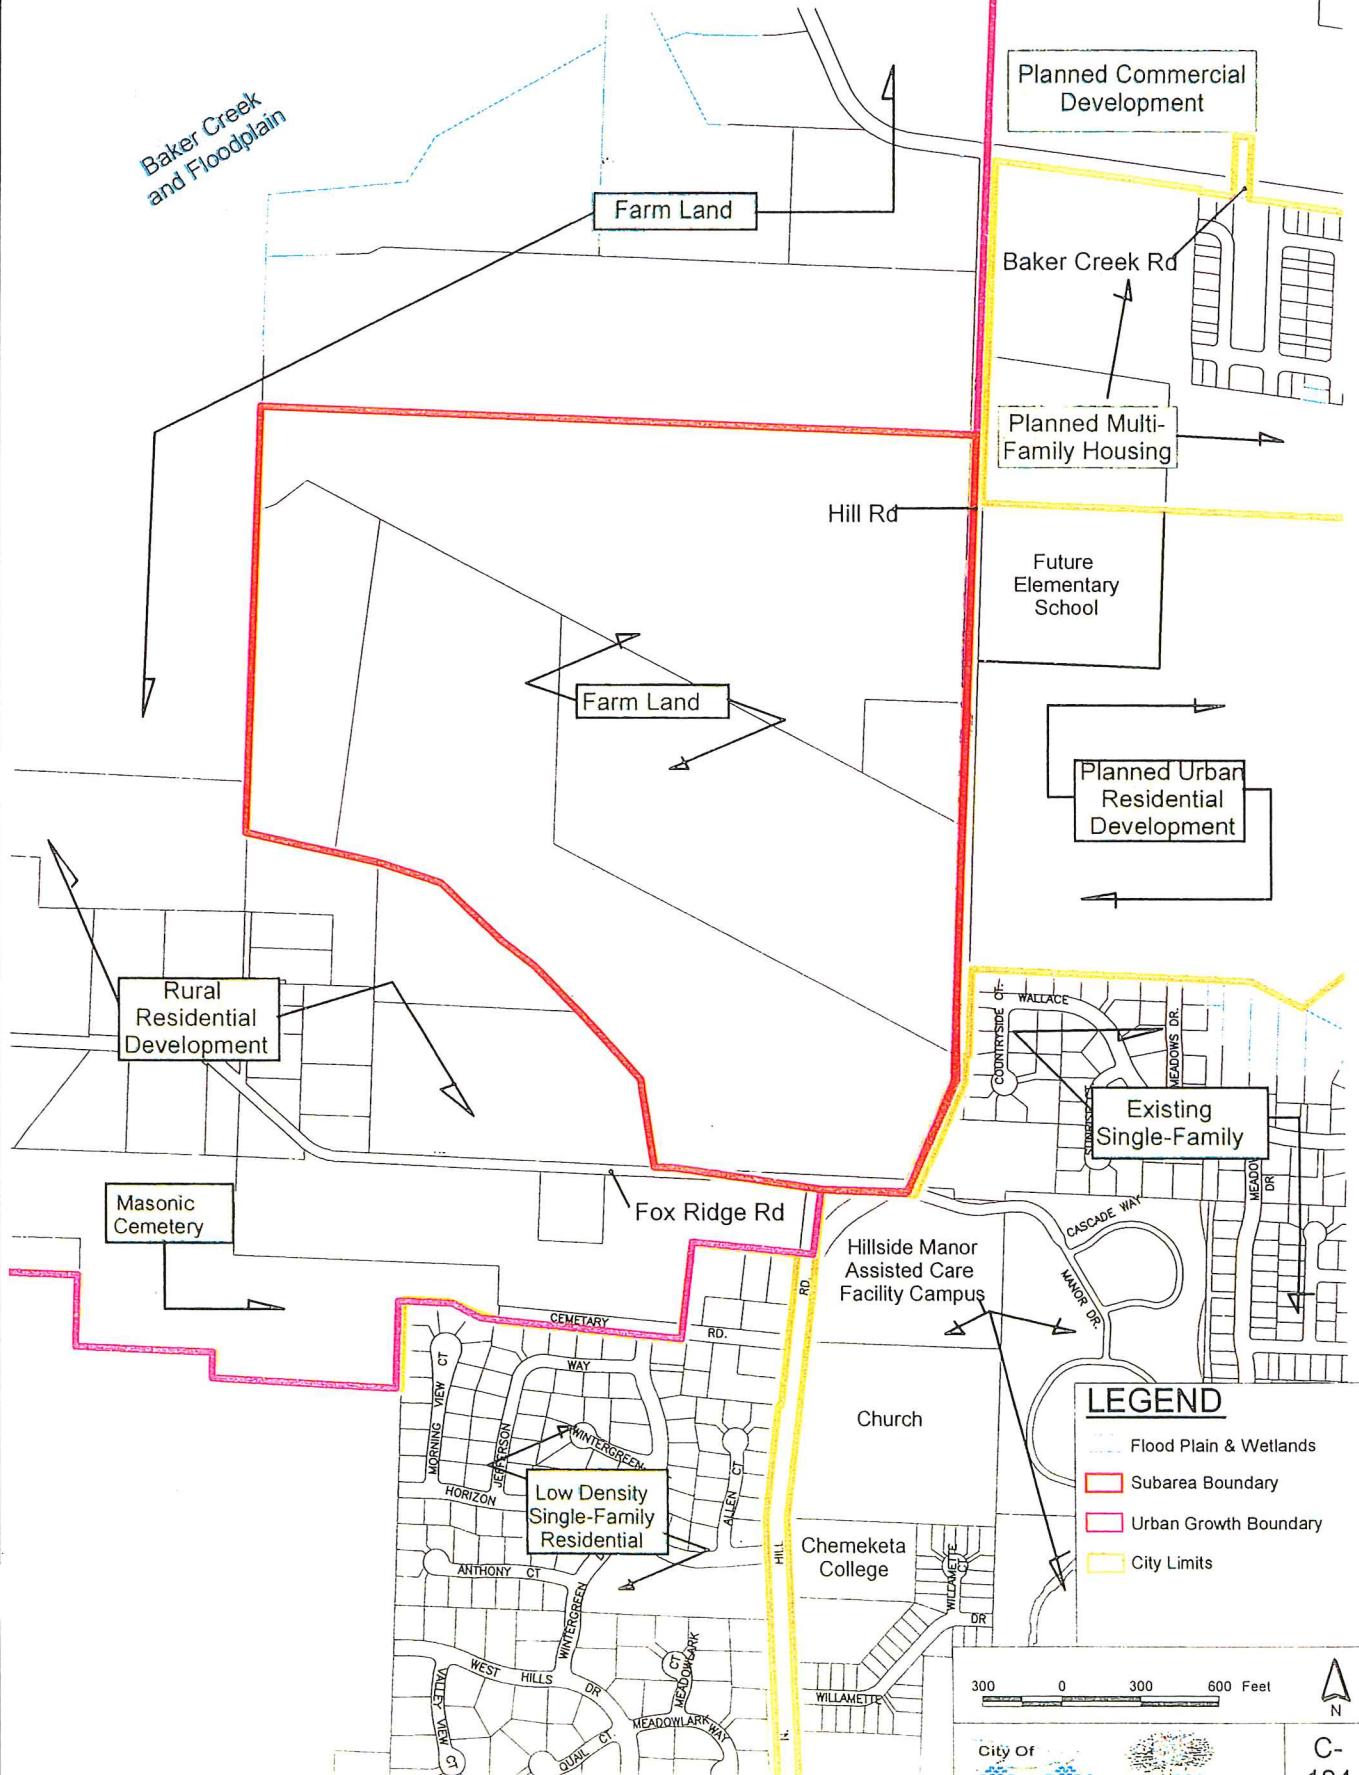 Planned Commercial
Development
Baker Creek
and Floodplain
Farm Land
Baker Creek Rd
Planned Multi-
Family Housing
Hill Rd
Future
Elementary
School
Farm Land
Planned Urban
Residential
Development
Rural
Residential
Development
COUNTRYSIDE CT.
WALLACE
MEADOWS DR.
Existing
Single-Family
MEADOW
DR
Masonic
Cemetery
Fox Ridge Rd
CASCADE WAY
MANOR DR.
Hillside Manor
Assisted Care
Facility Campus
RD.
CEMETARY
RD.
WAY
MORNING VIEW CT
JEFFERSON
WINTERGREEN
HORIZON
ALLEN CT
Low Density
Single-Family
Residential
Church
LEGEND
Flood Plain & Wetlands
Subarea Boundary
Urban Growth Boundary
City Limits
HILL
Chemeketa
College
ANTHONY CT
WINTERGREEN
WILLAMETTE
CT
DR
WEST HILLS
DR
CT
MEADOWLARK
VALLEY VIEW
CT
MEADOWLARK
WAY
QUAIL CT
WILLAMETTE
N.
300 0 300 600 Feet
N
City Of
C-